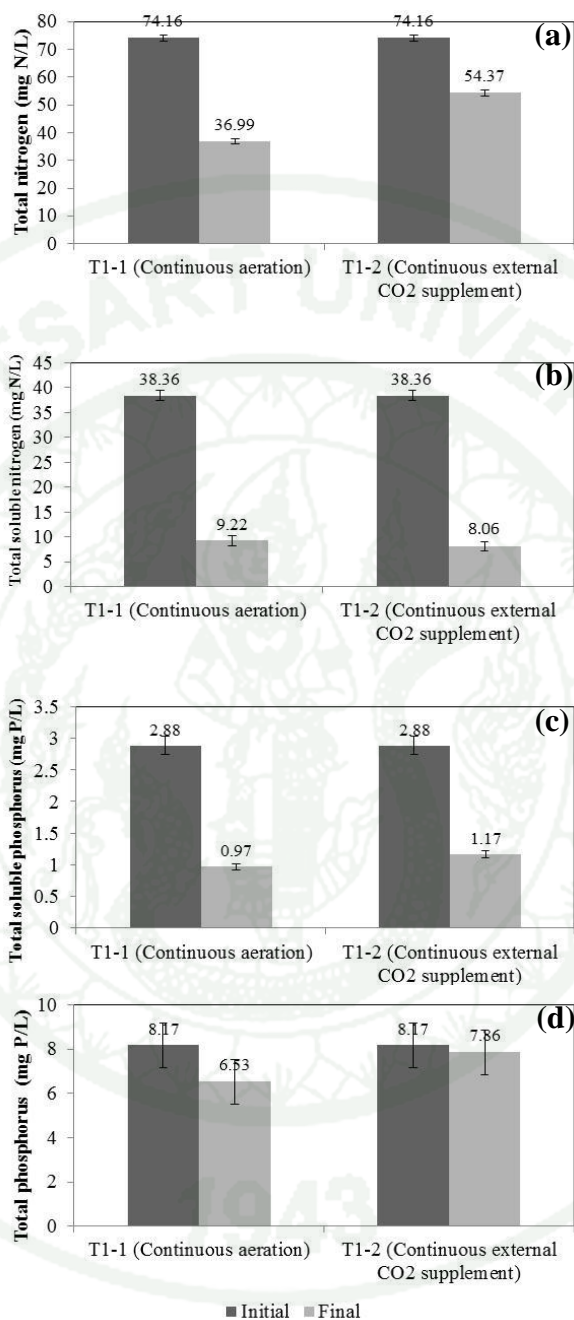 (a)
Total nitrogen (mg N/L)
80
70
60
50
40
30
20
10
0
74.16
36.99
74.16
54.37
T1-1 (Continuous aeration)
T1-2 (Continuous external
CO2 supplement)
(b)
Total soluble nitrogen (mg N/L)
45
40
35
30
25
20
15
10
5
0
38.36
9.22
38.36
8.06
T1-1 (Continuous aeration)
T1-2 (Continuous external
CO2 supplement)
(c)
Total soluble phosphorus (mg P/L)
3.5
3
2.5
2
1.5
1
0.5
0
2.88
0.97
2.88
1.17
T1-1 (Continuous aeration)
T1-2 (Continuous external
CO2 supplement)
(d)
Total phosphorus (mg P/L)
10
8
6
4
2
0
8.17
6.53
8.17
7.86
T1-1 (Continuous aeration)
T1-2 (Continuous external
CO2 supplement)
Initial
Final
1943